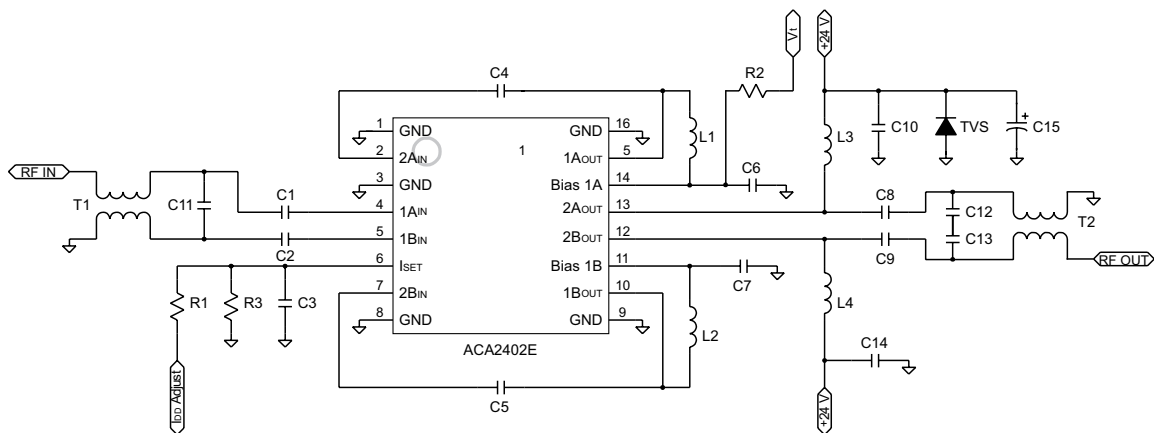 Vt
+24 V
C4
R2
1 GND
GND 16
L1
L3
C10
TVS
+
C15
1
2 2AIN
1AOUT 5
RF IN
3 GND
Bias 1A 14
C6
T1
C11
C1
4 1AIN
2AOUT 13
C8
C12
T2
5 1BIN
2BOUT 12
C13
C2
C9
6 ISET
Bias 1B 11
RF OUT
C7
R1
R3
C3
7 2BIN
1BOUT 10
L4
8 GND
GND 9
L2
ACA2402E
C14
IDD Adjust
C5
+24 V